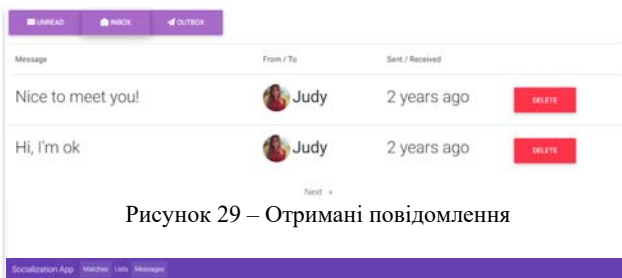 UNREAD INBOX OUTBOX
Message From / To Sent / Received
Nice to meet you! Judy 2 years ago DELETE
Hi, I'm ok Judy 2 years ago DELETE
Next »
Рисунок 29 – Отримані повідомлення
Socialization App Matches Lists Messages